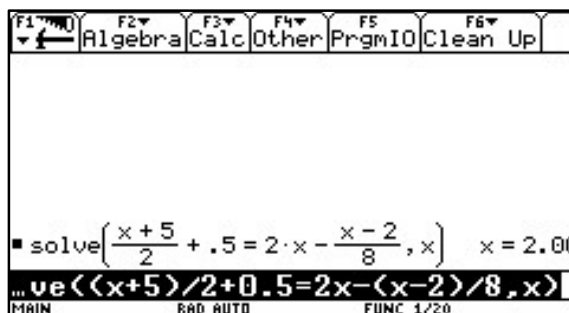 F1 F2 F3 F4 F5 F6
Algebra Calc Other PrgmIO Clean Up
▪ solve((x+5)/2 + .5 = 2·x - (x-2)/8, x) x = 2.00
…ve((x+5)/2+0.5=2x-(x-2)/8,x)
MAIN RAD AUTO FUNC 1/20